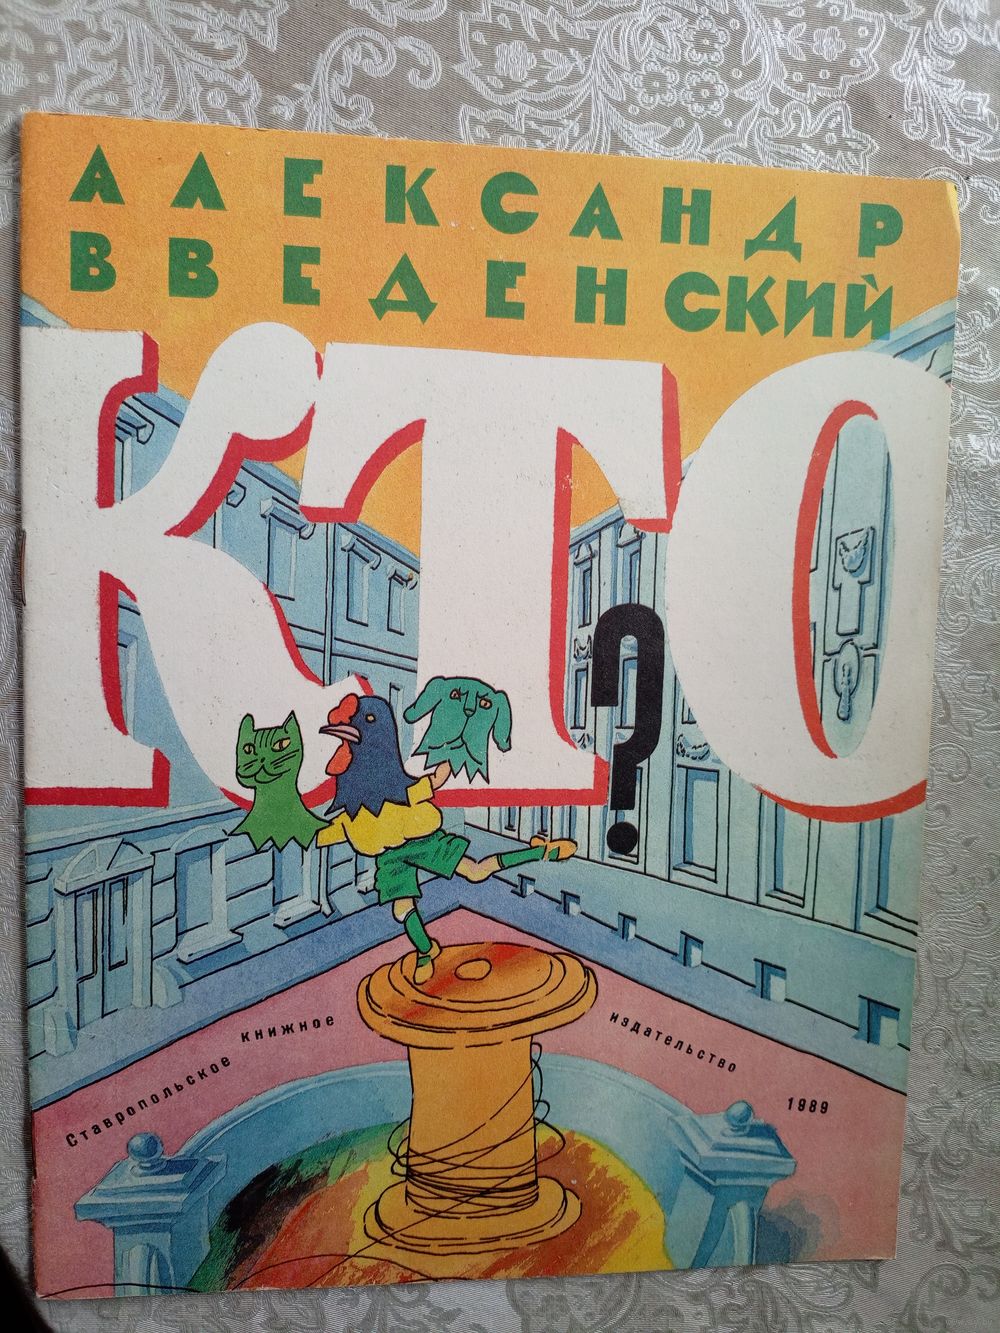 АЛЕКСАНДР
ВВЕДЕНСКИЙ
КТО
?
Ставропольское книжное издательство 1989